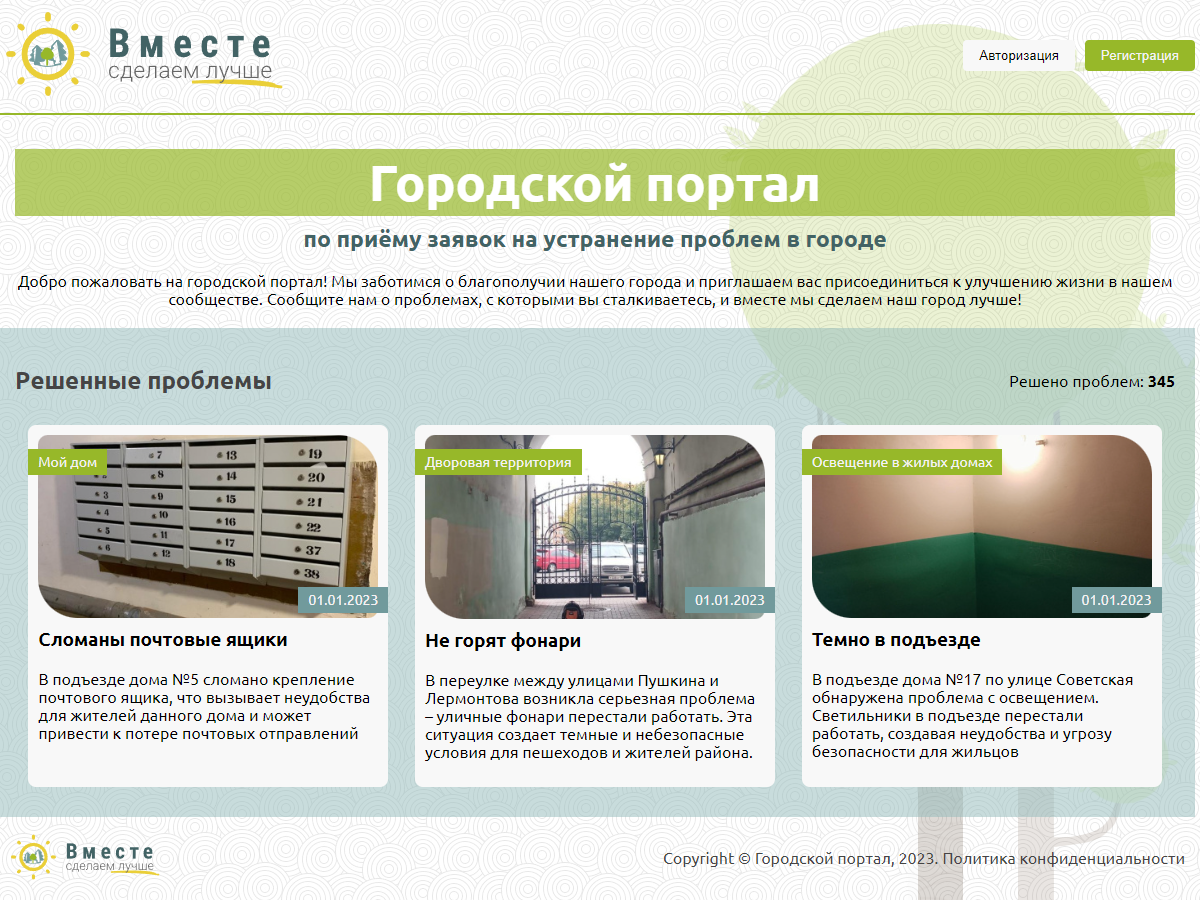 Вместе
сделаем лучше
Авторизация
Регистрация
Городской портал
по приёму заявок на устранение проблем в городе
Добро пожаловать на городской портал! Мы заботимся о благополучии нашего города и приглашаем вас присоединиться к улучшению жизни в нашем
сообществе. Сообщите нам о проблемах, с которыми вы сталкиваетесь, и вместе мы сделаем наш город лучше!
Решенные проблемы
Решено проблем: 345
Мой дом
7
13
19
8
14
20
3
9
15
21
4
10
16
22
5
11
17
37
6
12
18
38
01.01.2023
Сломаны почтовые ящики
В подъезде дома №5 сломано крепление
почтового ящика, что вызывает неудобства
для жителей данного дома и может
привести к потере почтовых отправлений
Дворовая территория
01.01.2023
Не горят фонари
В переулке между улицами Пушкина и
Лермонтова возникла серьезная проблема
– уличные фонари перестали работать. Эта
ситуация создает темные и небезопасные
условия для пешеходов и жителей района.
Освещение в жилых домах
01.01.2023
Темно в подъезде
В подъезде дома №17 по улице Советская
обнаружена проблема с освещением.
Светильники в подъезде перестали
работать, создавая неудобства и угрозу
безопасности для жильцов
Вместе
сделаем лучше
Copyright © Городской портал, 2023. Политика конфиденциальности